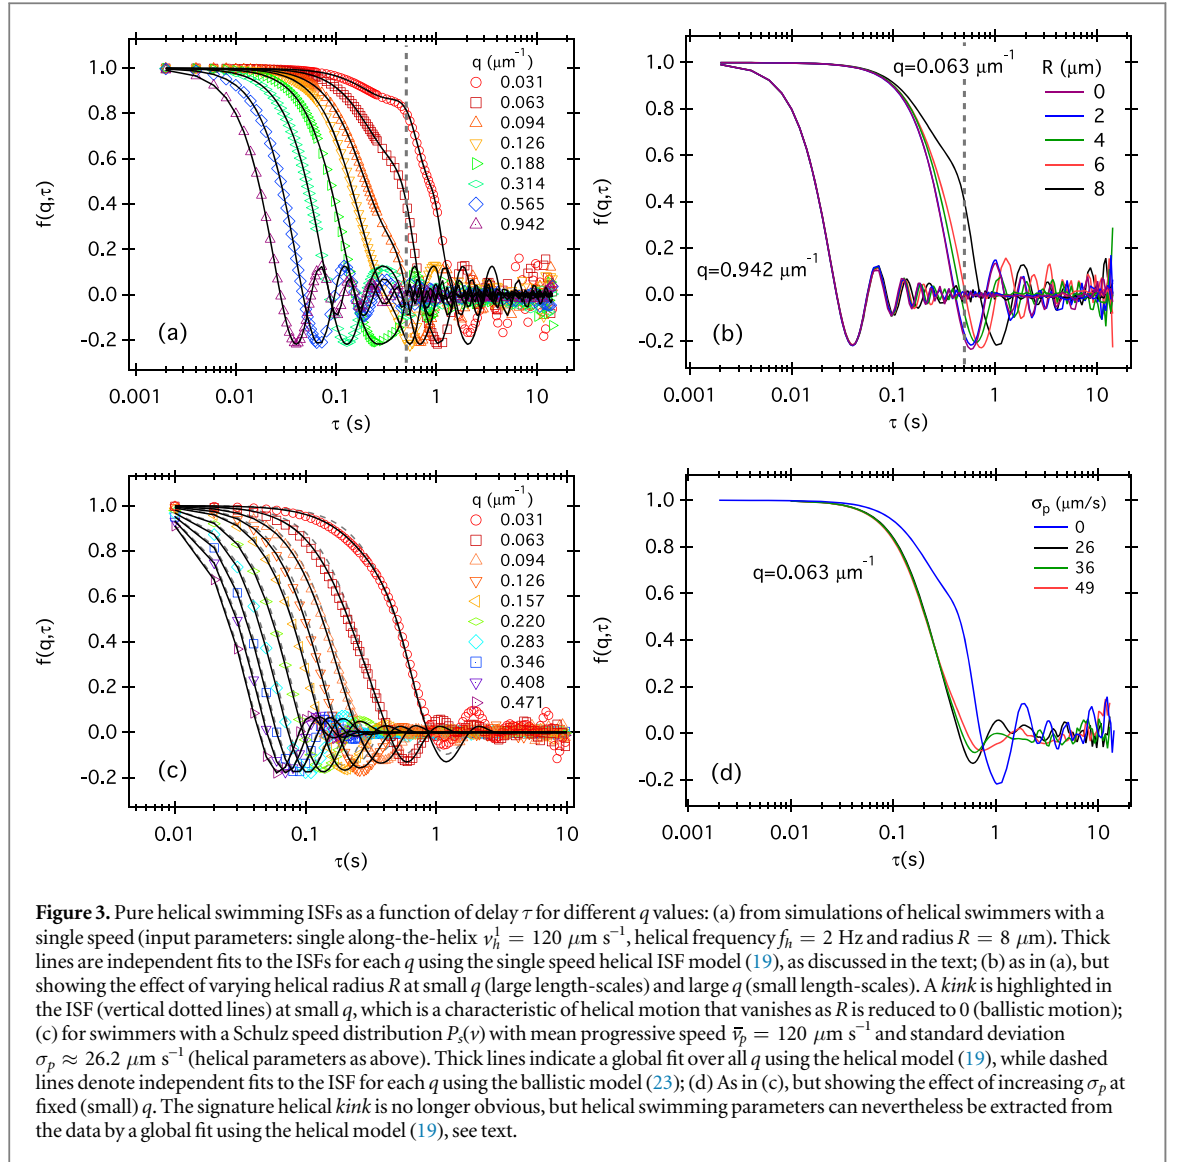 q (μm⁻¹)
0.031
0.063
0.094
0.126
0.188
0.314
0.565
0.942
1.0
0.8
0.6
0.4
0.2
0.0
-0.2
f(q,τ)
(a)
0.001
0.01
0.1
1
10
τ (s)
q=0.063 μm⁻¹
R (μm)
0
2
4
6
8
1.0
0.8
0.6
0.4
0.2
0.0
-0.2
f(q,τ)
q=0.942 μm⁻¹
(b)
0.001
0.01
0.1
1
10
τ (s)
q (μm⁻¹)
0.031
0.063
0.094
0.126
0.157
0.220
0.283
0.346
0.408
0.471
1.0
0.8
0.6
0.4
0.2
0.0
-0.2
f(q,τ)
(c)
0.01
0.1
1
10
τ(s)
σp (μm/s)
0
26
36
49
1.0
0.8
0.6
0.4
0.2
0.0
-0.2
f(q,τ)
q=0.063 μm⁻¹
(d)
0.001
0.01
0.1
1
10
τ(s)
Figure 3. Pure helical swimming ISFs as a function of delay τ for different q values: (a) from simulations of helical swimmers with a
single speed (input parameters: single along-the-helix ν_h^1 = 120 μm s⁻¹, helical frequency f_h = 2 Hz and radius R = 8 μm). Thick
lines are independent fits to the ISFs for each q using the single speed helical ISF model (19), as discussed in the text; (b) as in (a), but
showing the effect of varying helical radius R at small q (large length-scales) and large q (small length-scales). A kink is highlighted in
the ISF (vertical dotted lines) at small q, which is a characteristic of helical motion that vanishes as R is reduced to 0 (ballistic motion);
(c) for swimmers with a Schulz speed distribution P_s(ν) with mean progressive speed ν̄_p = 120 μm s⁻¹ and standard deviation
σ_p ≈ 26.2 μm s⁻¹ (helical parameters as above). Thick lines indicate a global fit over all q using the helical model (19), while dashed
lines denote independent fits to the ISF for each q using the ballistic model (23); (d) As in (c), but showing the effect of increasing σ_p at
fixed (small) q. The signature helical kink is no longer obvious, but helical swimming parameters can nevertheless be extracted from
the data by a global fit using the helical model (19), see text.